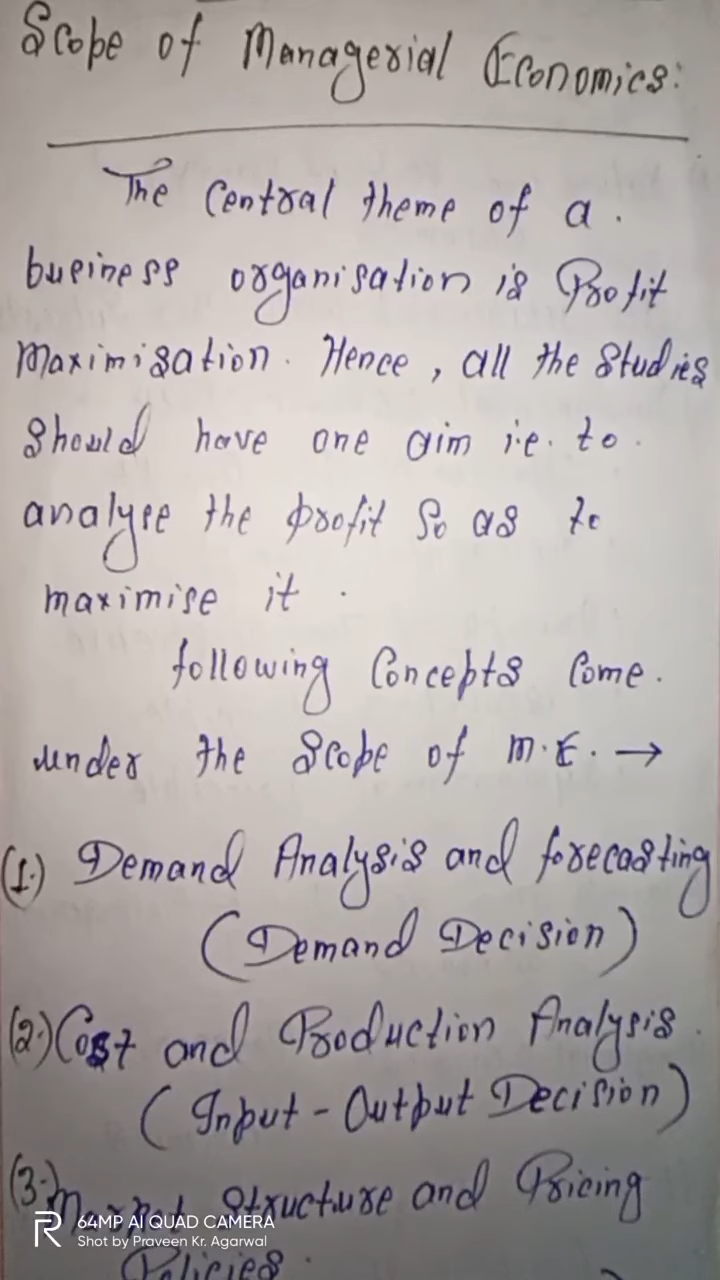 Scope of Managerial Economics:
The Central theme of a.
business organisation is Profit
Maximisation. Hence, all the Studies
Should have one aim i.e. to.
analyse the profit So as to
maximise it.
following Concepts Come.
under the Scope of M.E. →
(1.) Demand Analysis and forecasting
(Demand Decision)
(2.) Cost and Production Analysis.
(Input-Output Decision)
(3.) Market Structure and Pricing
Policies.
64MP AI QUAD CAMERA
Shot by Praveen Kr. Agarwal